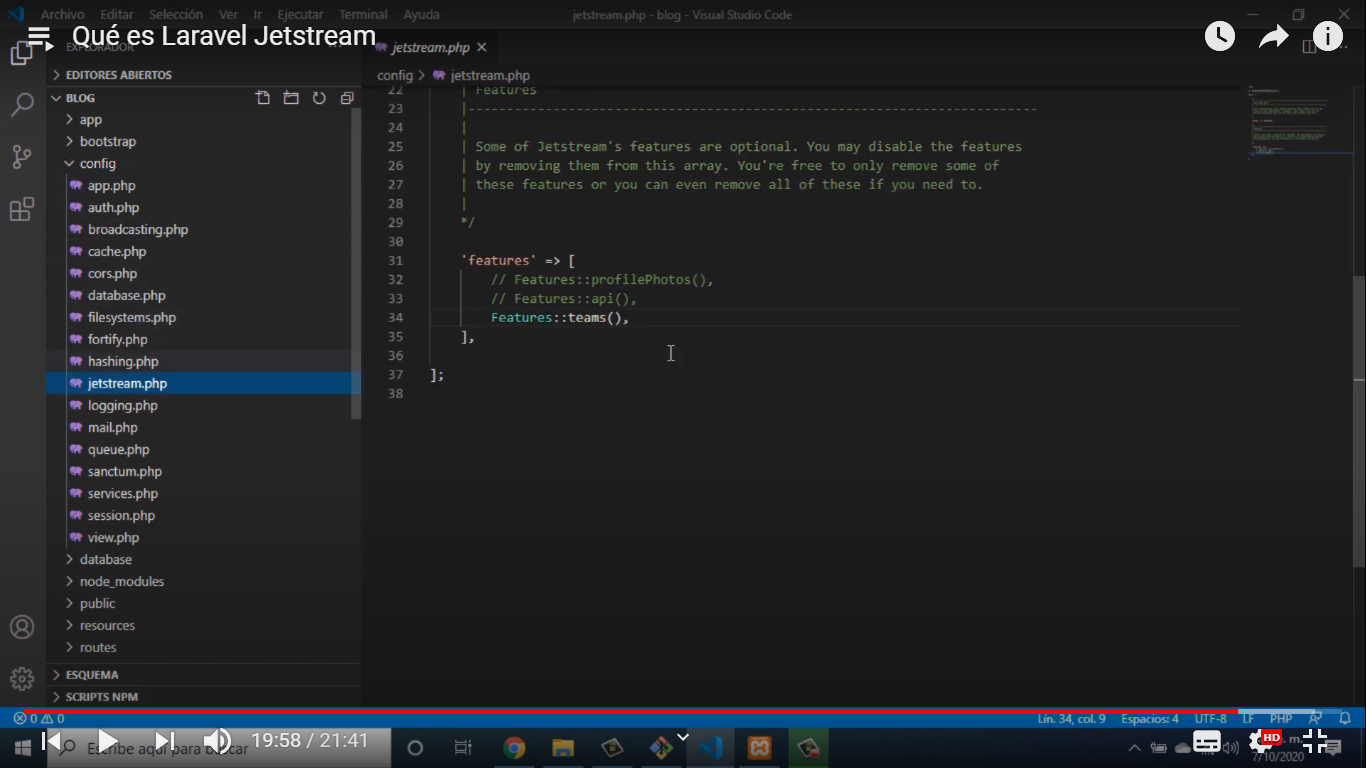 Archivo Editar Selección Ver Ir Ejecutar Terminal Ayuda
jetstream.php - blog - Visual Studio Code
Qué es Laravel Jetstream
EXPLORADOR
jetstream.php
EDITORES ABIERTOS
config > jetstream.php
BLOG
app
bootstrap
config
app.php
auth.php
broadcasting.php
cache.php
cors.php
database.php
filesystems.php
fortify.php
hashing.php
jetstream.php
logging.php
mail.php
queue.php
sanctum.php
services.php
session.php
view.php
database
node_modules
public
resources
routes
ESQUEMA
SCRIPTS NPM
22 | Features
23 |--------------------------------------------------------------------------
24 |
25 | Some of Jetstream's features are optional. You may disable the features
26 | by removing them from this array. You're free to only remove some of
27 | these features or you can even remove all of these if you need to.
28 |
29 */
30
31 'features' => [
32 // Features::profilePhotos(),
33 // Features::api(),
34 Features::teams(),
35 ],
36
37 ];
38
0 0
Lín. 34, col. 9 Espacios: 4 UTF-8 LF PHP
Escribe aquí para buscar
19:58 / 21:41
HD
7/10/2020